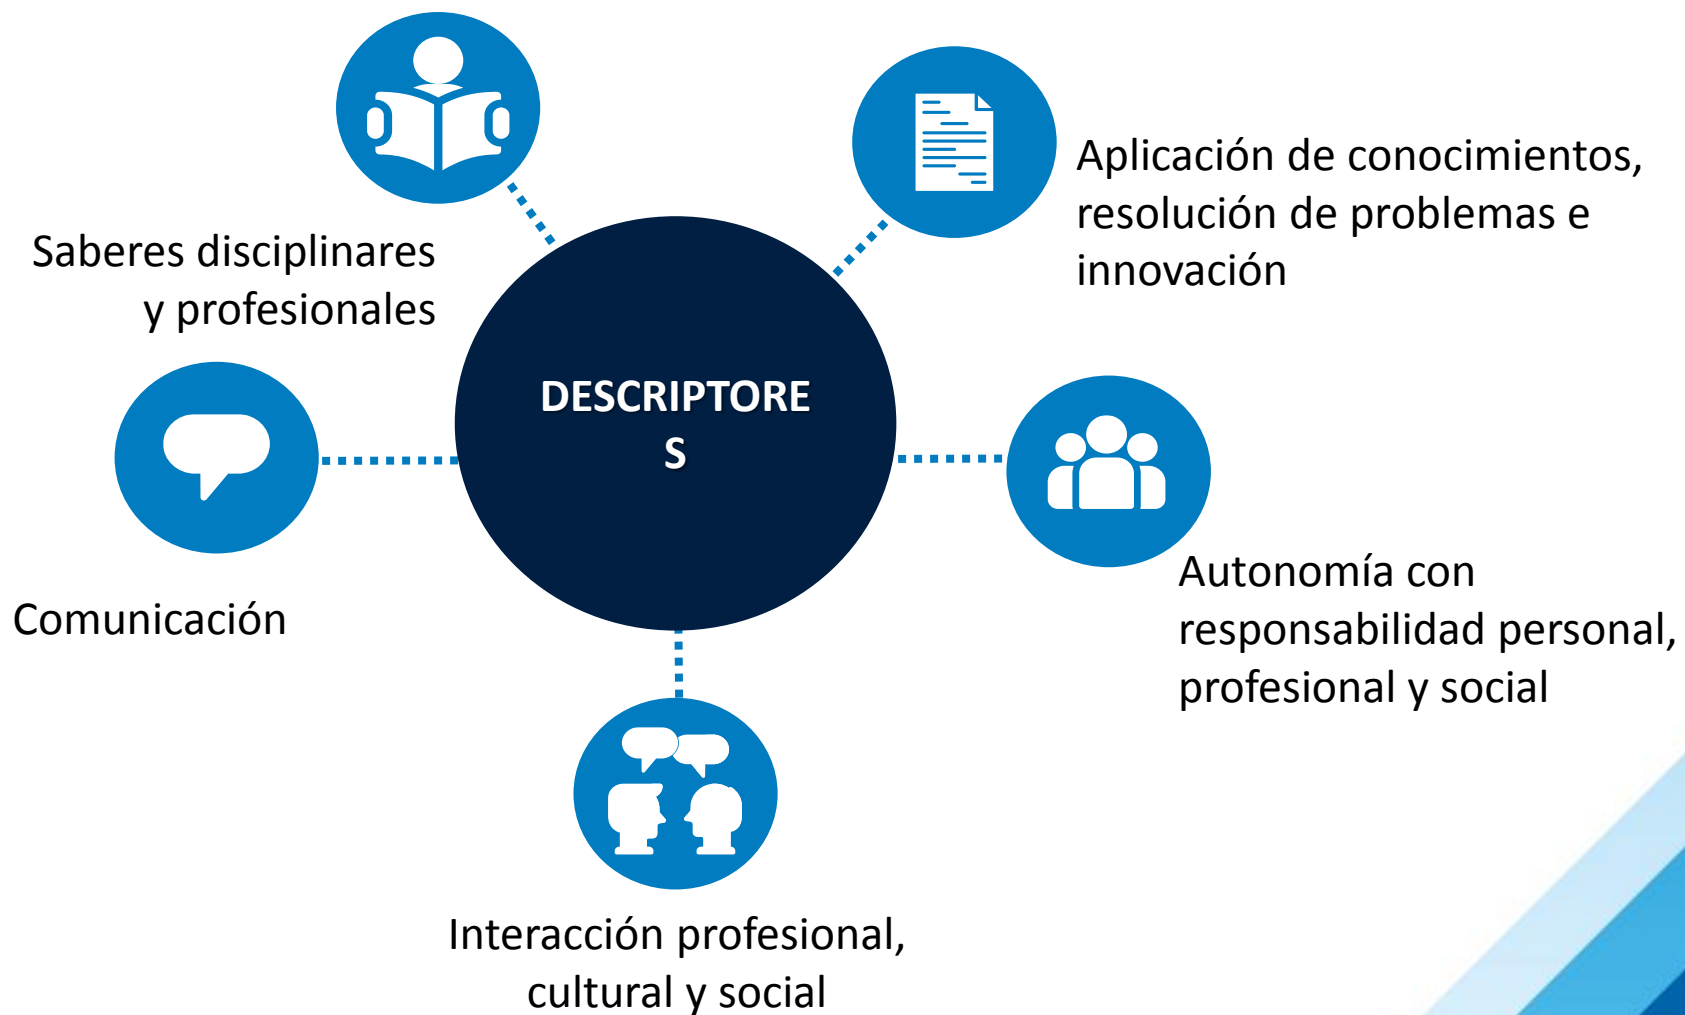 Saberes disciplinares
y profesionales
Aplicación de conocimientos,
resolución de problemas e
innovación
DESCRIPTORE
S
Comunicación
Autonomía con
responsabilidad personal,
profesional y social
Interacción profesional,
cultural y social